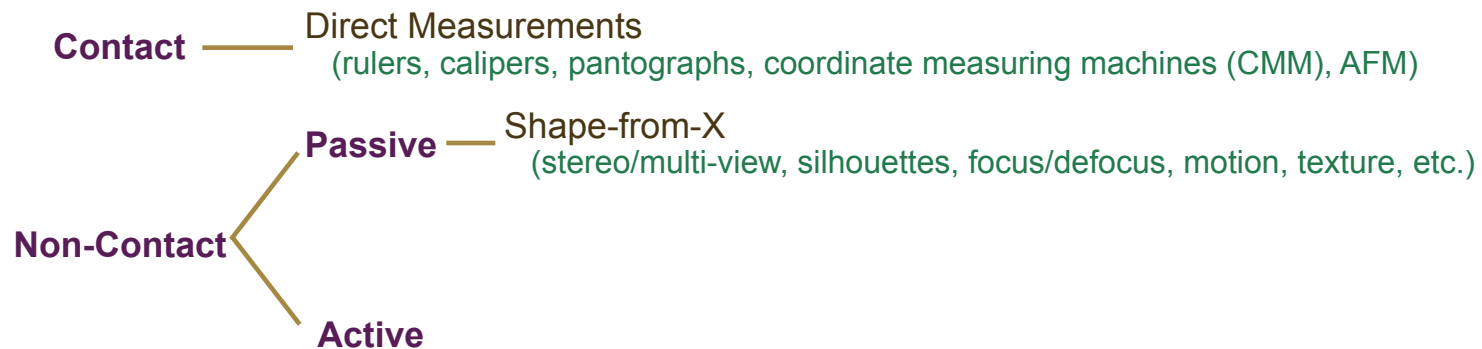 Contact
Direct Measurements
(rulers, calipers, pantographs, coordinate measuring machines (CMM), AFM)
Passive
Shape-from-X
(stereo/multi-view, silhouettes, focus/defocus, motion, texture, etc.)
Non-Contact
Active